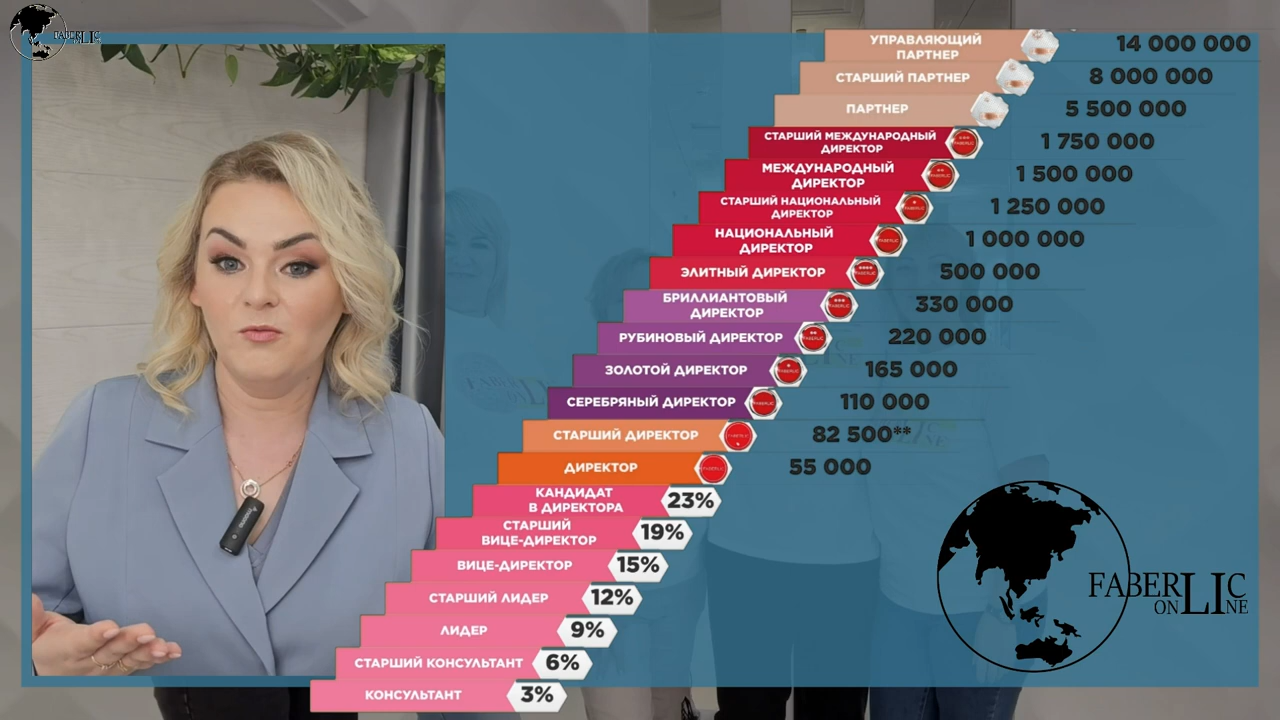 FABERLIC
ONLINE
УПРАВЛЯЮЩИЙ
ПАРТНЕР
14 000 000
СТАРШИЙ ПАРТНЕР
8 000 000
ПАРТНЕР
5 500 000
СТАРШИЙ МЕЖДУНАРОДНЫЙ
ДИРЕКТОР
1 750 000
МЕЖДУНАРОДНЫЙ
ДИРЕКТОР
1 500 000
СТАРШИЙ НАЦИОНАЛЬНЫЙ
ДИРЕКТОР
1 250 000
НАЦИОНАЛЬНЫЙ
ДИРЕКТОР
1 000 000
ЭЛИТНЫЙ ДИРЕКТОР
500 000
БРИЛЛИАНТОВЫЙ
ДИРЕКТОР
330 000
РУБИНОВЫЙ ДИРЕКТОР
220 000
ЗОЛОТОЙ ДИРЕКТОР
165 000
СЕРЕБРЯНЫЙ ДИРЕКТОР
110 000
СТАРШИЙ ДИРЕКТОР
82 500**
ДИРЕКТОР
55 000
КАНДИДАТ
В ДИРЕКТОРА
23%
СТАРШИЙ
ВИЦЕ-ДИРЕКТОР
19%
ВИЦЕ-ДИРЕКТОР
15%
СТАРШИЙ ЛИДЕР
12%
ЛИДЕР
9%
СТАРШИЙ КОНСУЛЬТАНТ
6%
КОНСУЛЬТАНТ
3%
FABERLIC
ONLINE